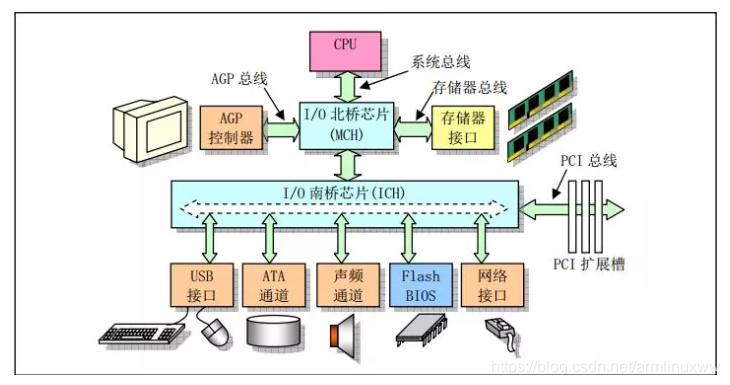 CPU
系统总线
AGP 总线
存储器总线
AGP
控制器
I/O 北桥芯片
(MCH)
存储器
接口
PCI 总线
I/O 南桥芯片(ICH)
PCI 扩展槽
USB
接口
ATA
通道
声频
通道
Flash
BIOS
网络
接口
https://blog.csdn.net/armlinuxww